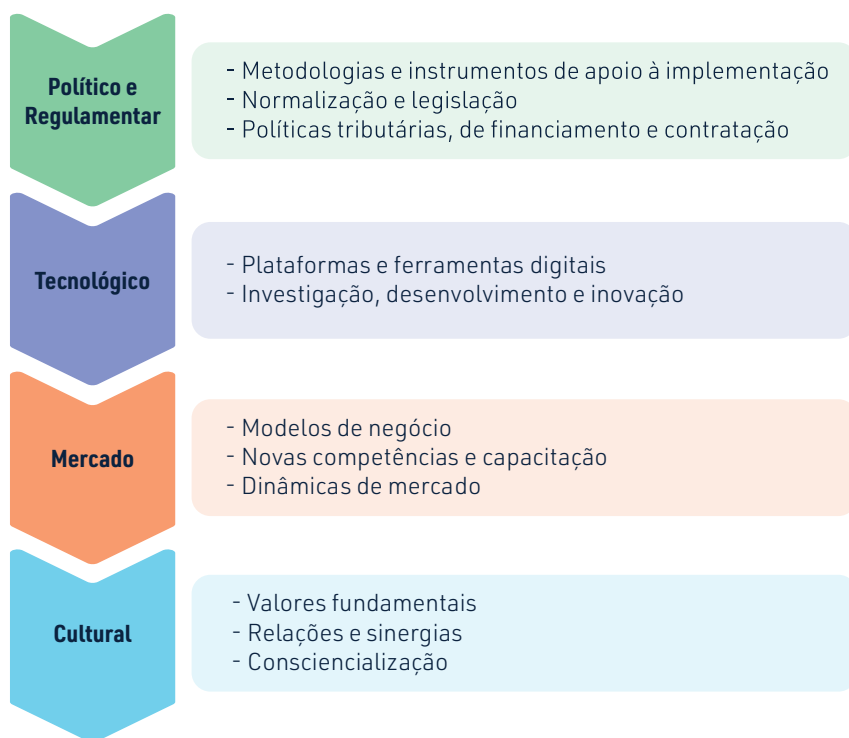 Político e
Regulamentar
- Metodologias e instrumentos de apoio à implementação
- Normalização e legislação
- Políticas tributárias, de financiamento e contratação
Tecnológico
- Plataformas e ferramentas digitais
- Investigação, desenvolvimento e inovação
Mercado
- Modelos de negócio
- Novas competências e capacitação
- Dinâmicas de mercado
Cultural
- Valores fundamentais
- Relações e sinergias
- Consciencialização